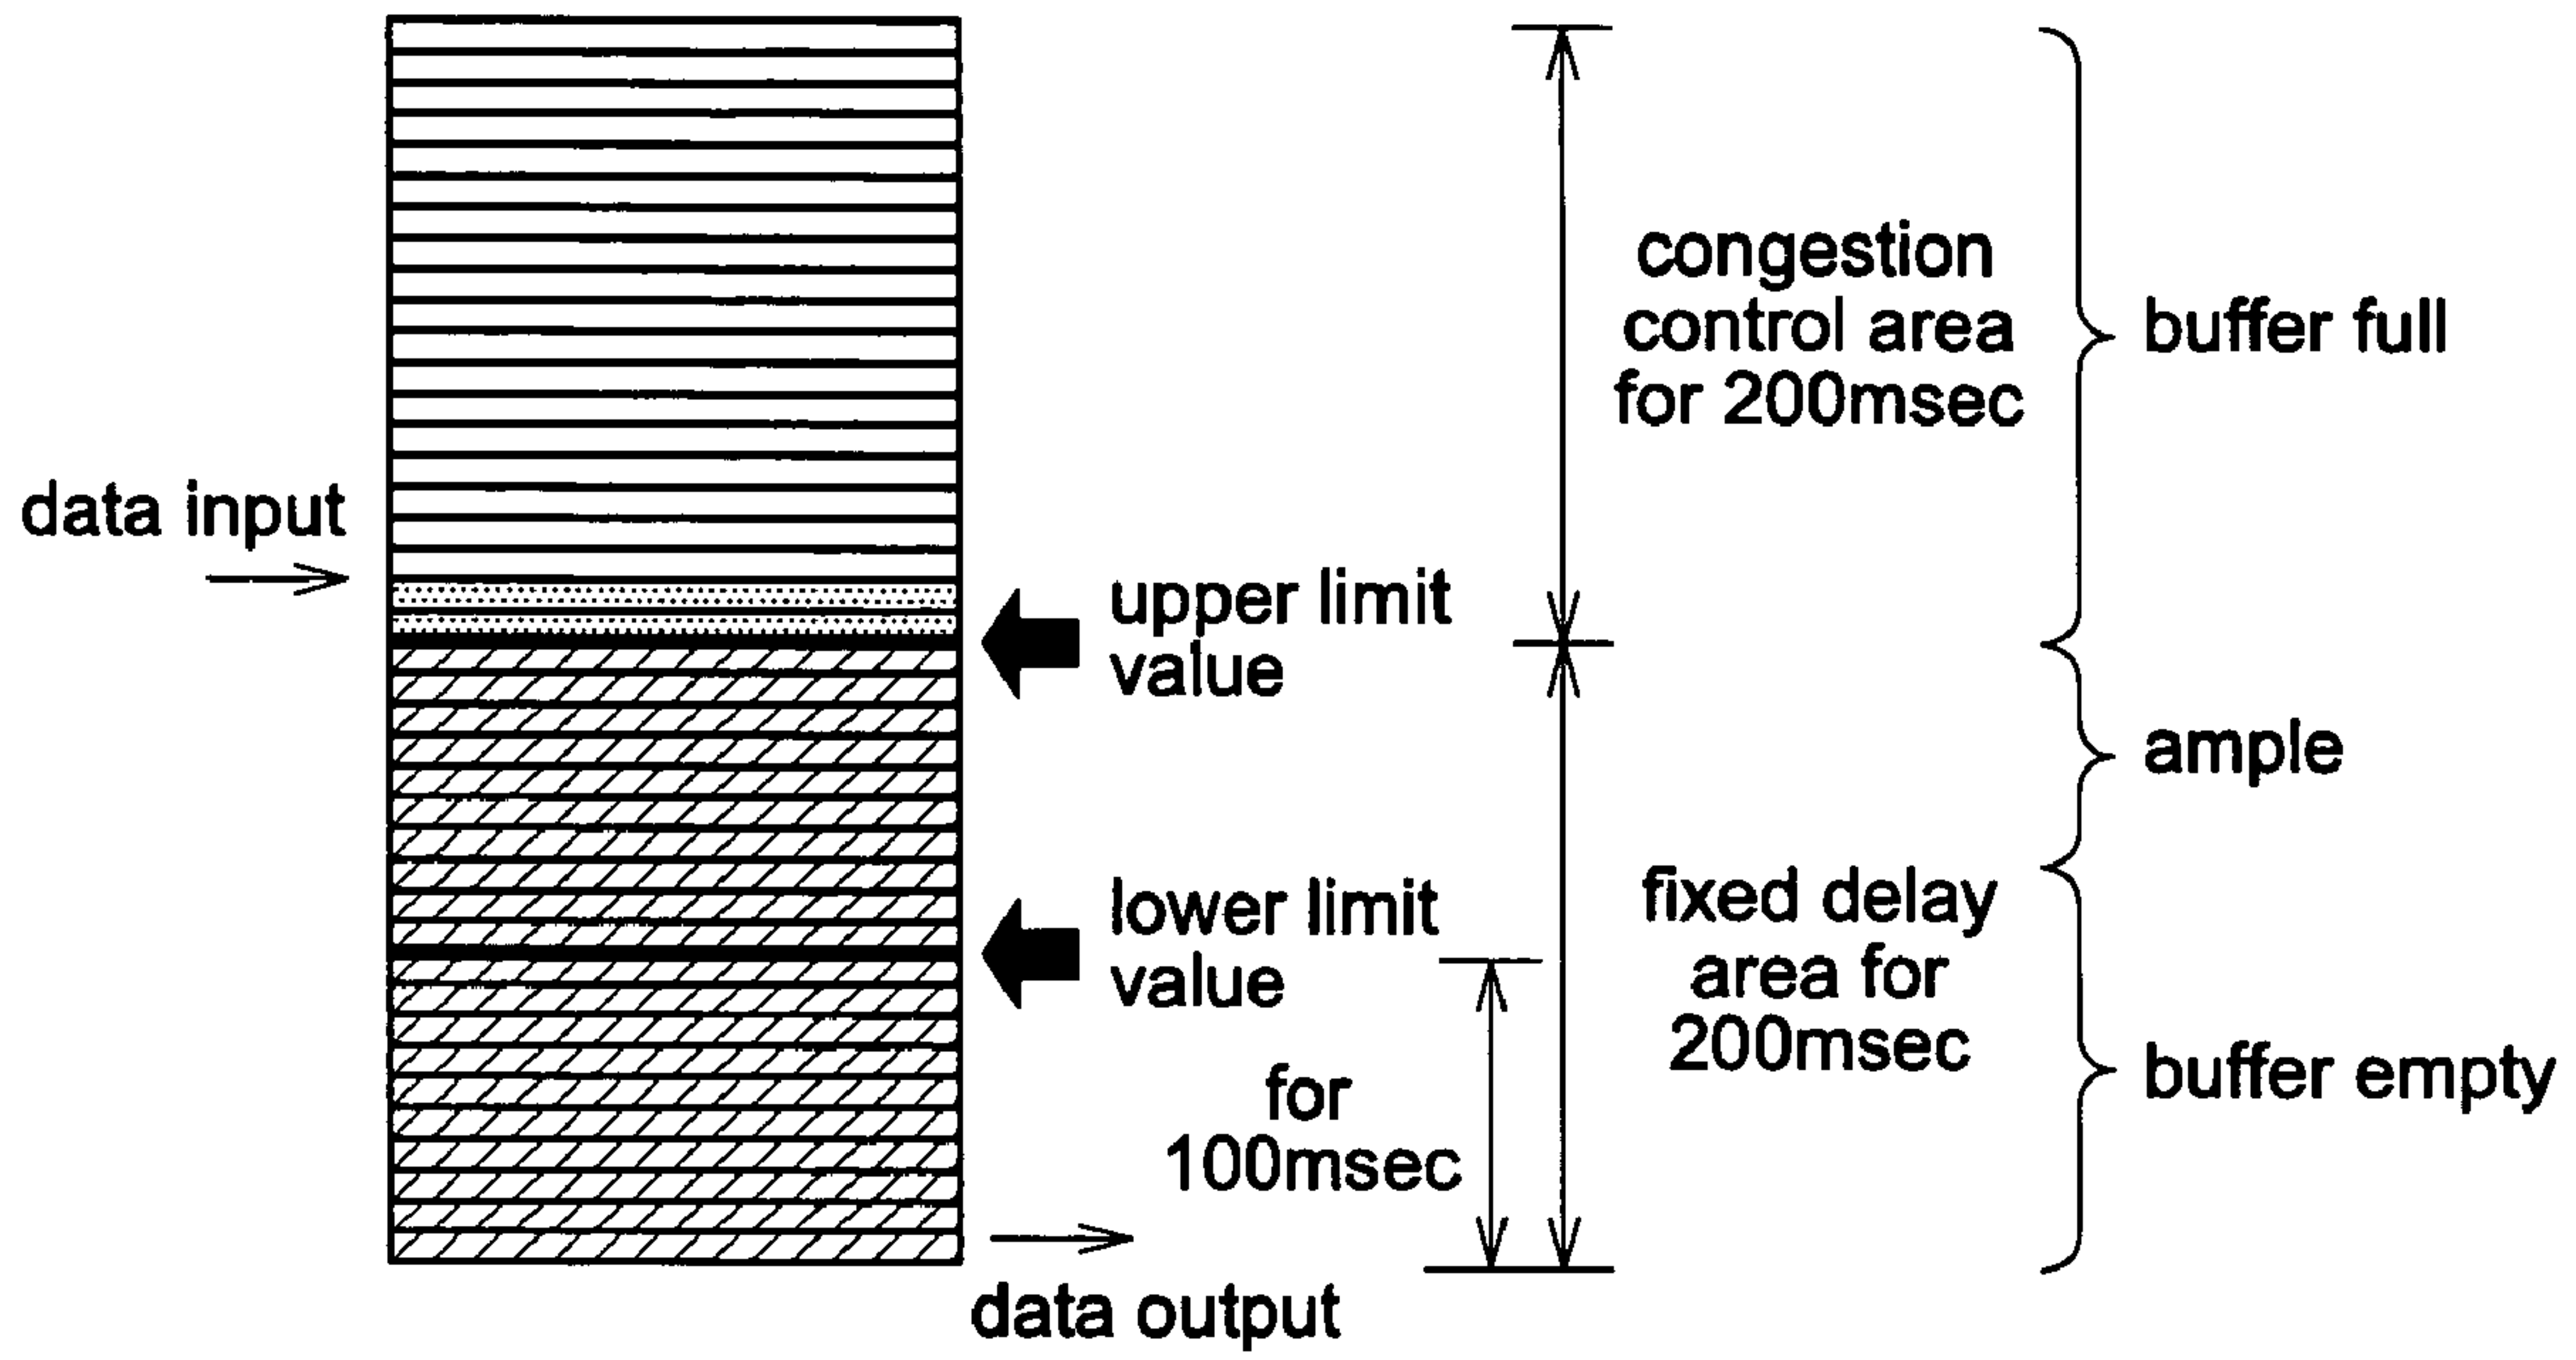 congestion
control area
for 200msec
buffer full
data input
upper limit
value
ample
lower limit
value
fixed delay
area for
200msec
for
100msec
buffer empty
data output